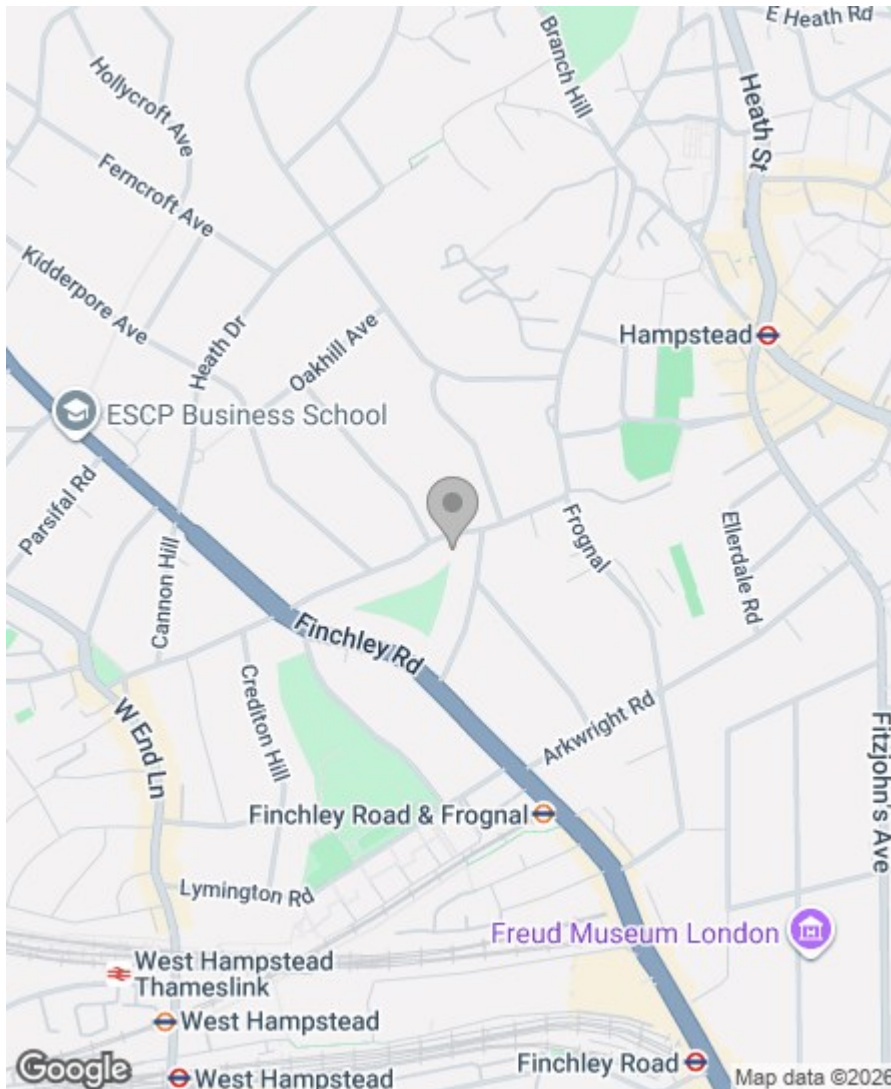 E Heath Rd
Branch Hill
Hollycroft Ave
Heath St
Ferncroft Ave
Kidderpore Ave
Heath Dr
Oakhill Ave
Hampstead
ESCP Business School
Parsifal Rd
Cannon Hill
Frognal
Ellerdale Rd
Finchley Rd
Crediton Hill
W End Ln
Arkwright Rd
Fitzjohn's Ave
Finchley Road & Frognal
Lymington Rd
Freud Museum London
West Hampstead
Thameslink
West Hampstead
Finchley Road
West Hampstead
Google
Map data ©2026